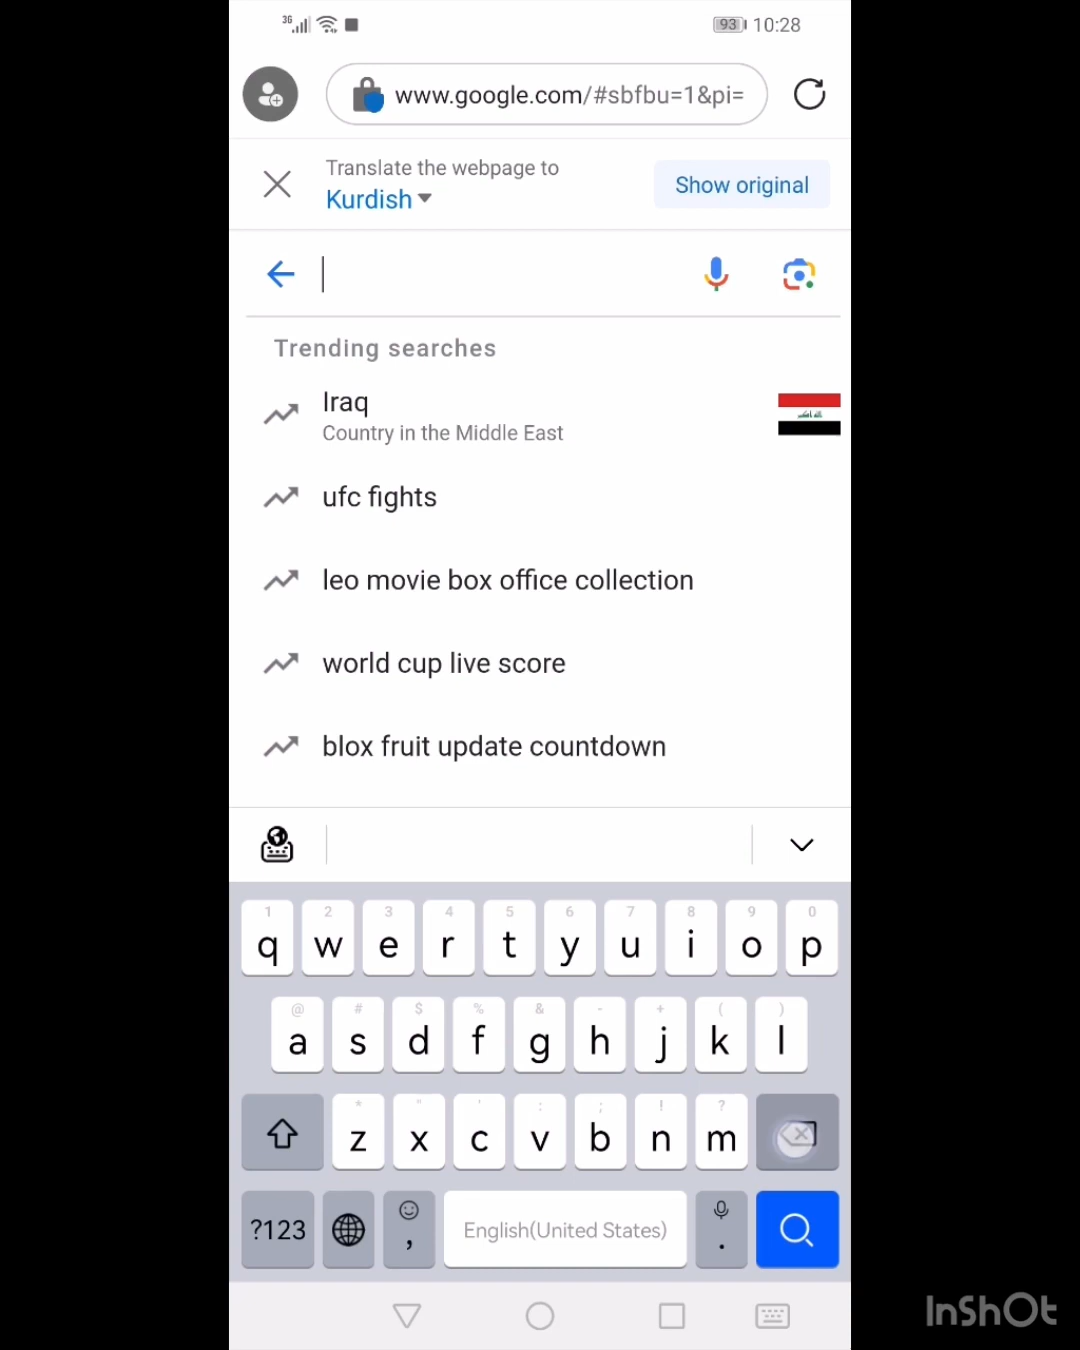 3G 93 10:28
www.google.com/#sbfbu=1&pi=
Translate the webpage to
Kurdish
Show original
Trending searches
Iraq
Country in the Middle East
ufc fights
leo movie box office collection
world cup live score
blox fruit update countdown
1 2 3 4 5 6 7 8 9 0
q w e r t y u i o p
@ # $ % & - + ( )
a s d f g h j k l
* " ' : ; ! ?
z x c v b n m
?123 , English(United States) .
InShOt